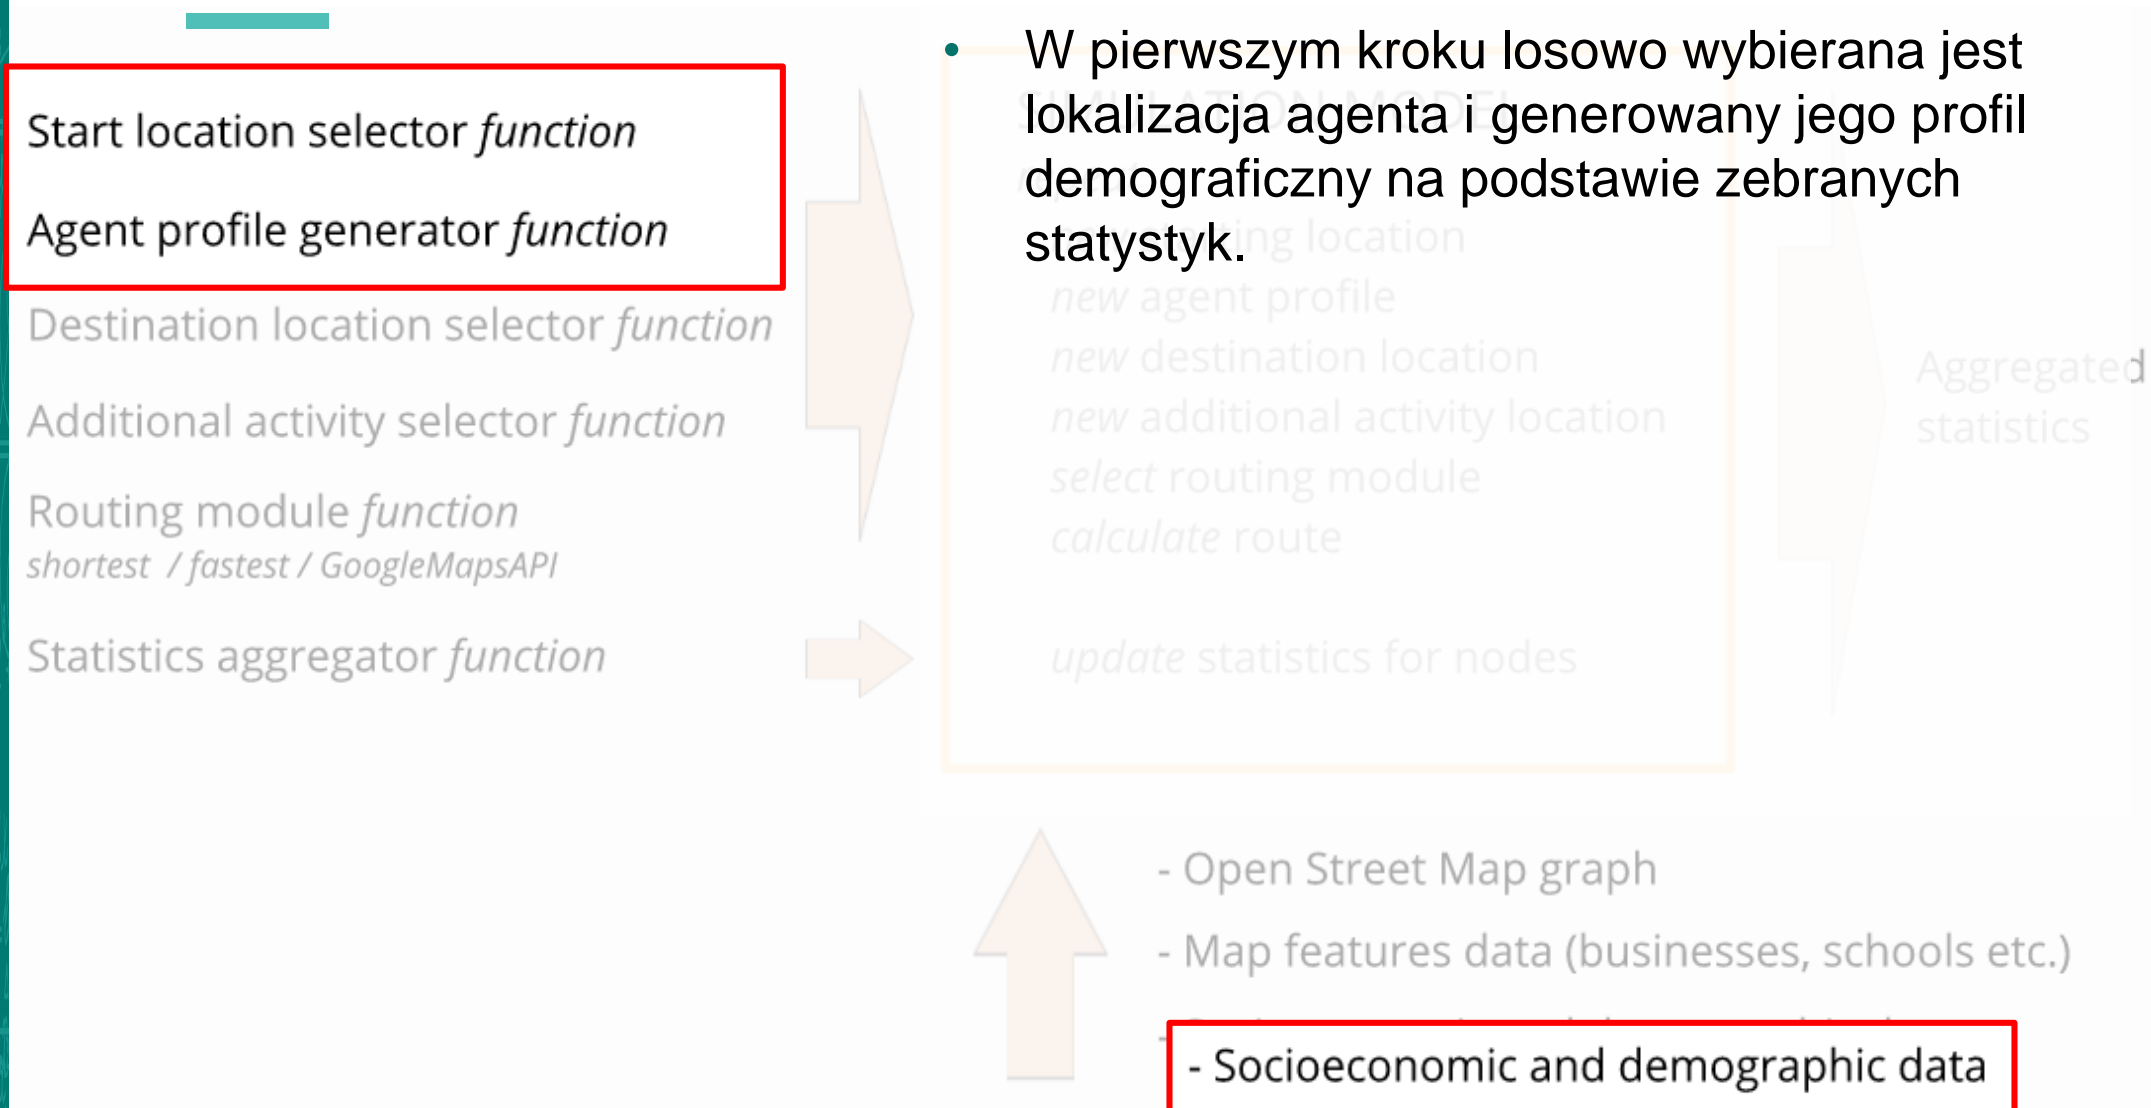 Start location selector function
Agent profile generator function
Destination location selector function
Additional activity selector function
Routing module function
shortest / fastest / GoogleMapsAPI
Statistics aggregator function
• W pierwszym kroku losowo wybierana jest
lokalizacja agenta i generowany jego profil
demograficzny na podstawie zebranych
statystyk.
SIMULATION MODEL
location
new agent profile
new destination location
new additional activity location
select routing module
calculate route
update statistics for nodes
Aggregated
statistics
- Open Street Map graph
- Map features data (businesses, schools etc.)
- Socioeconomic and demographic data